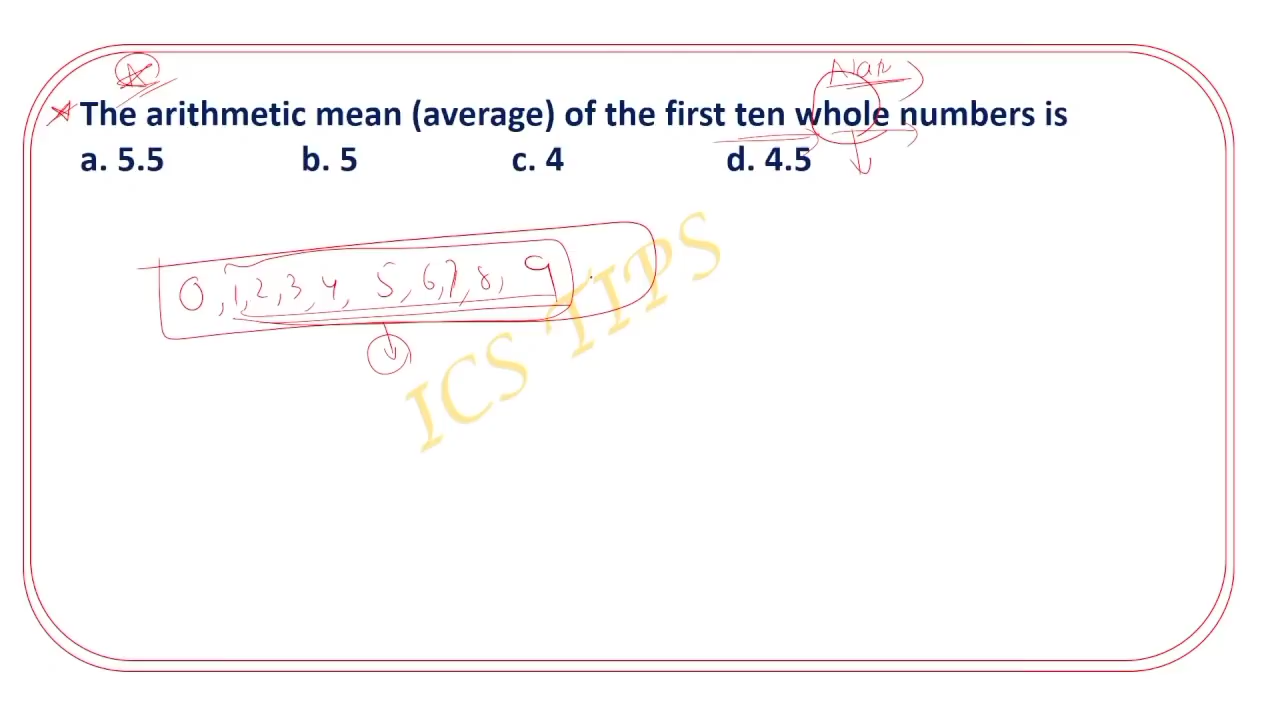 The arithmetic mean (average) of the first ten whole numbers is
a. 5.5 b. 5 c. 4 d. 4.5
0, 1, 2, 3, 4, 5, 6, 7, 8, 9
ICS TIPS